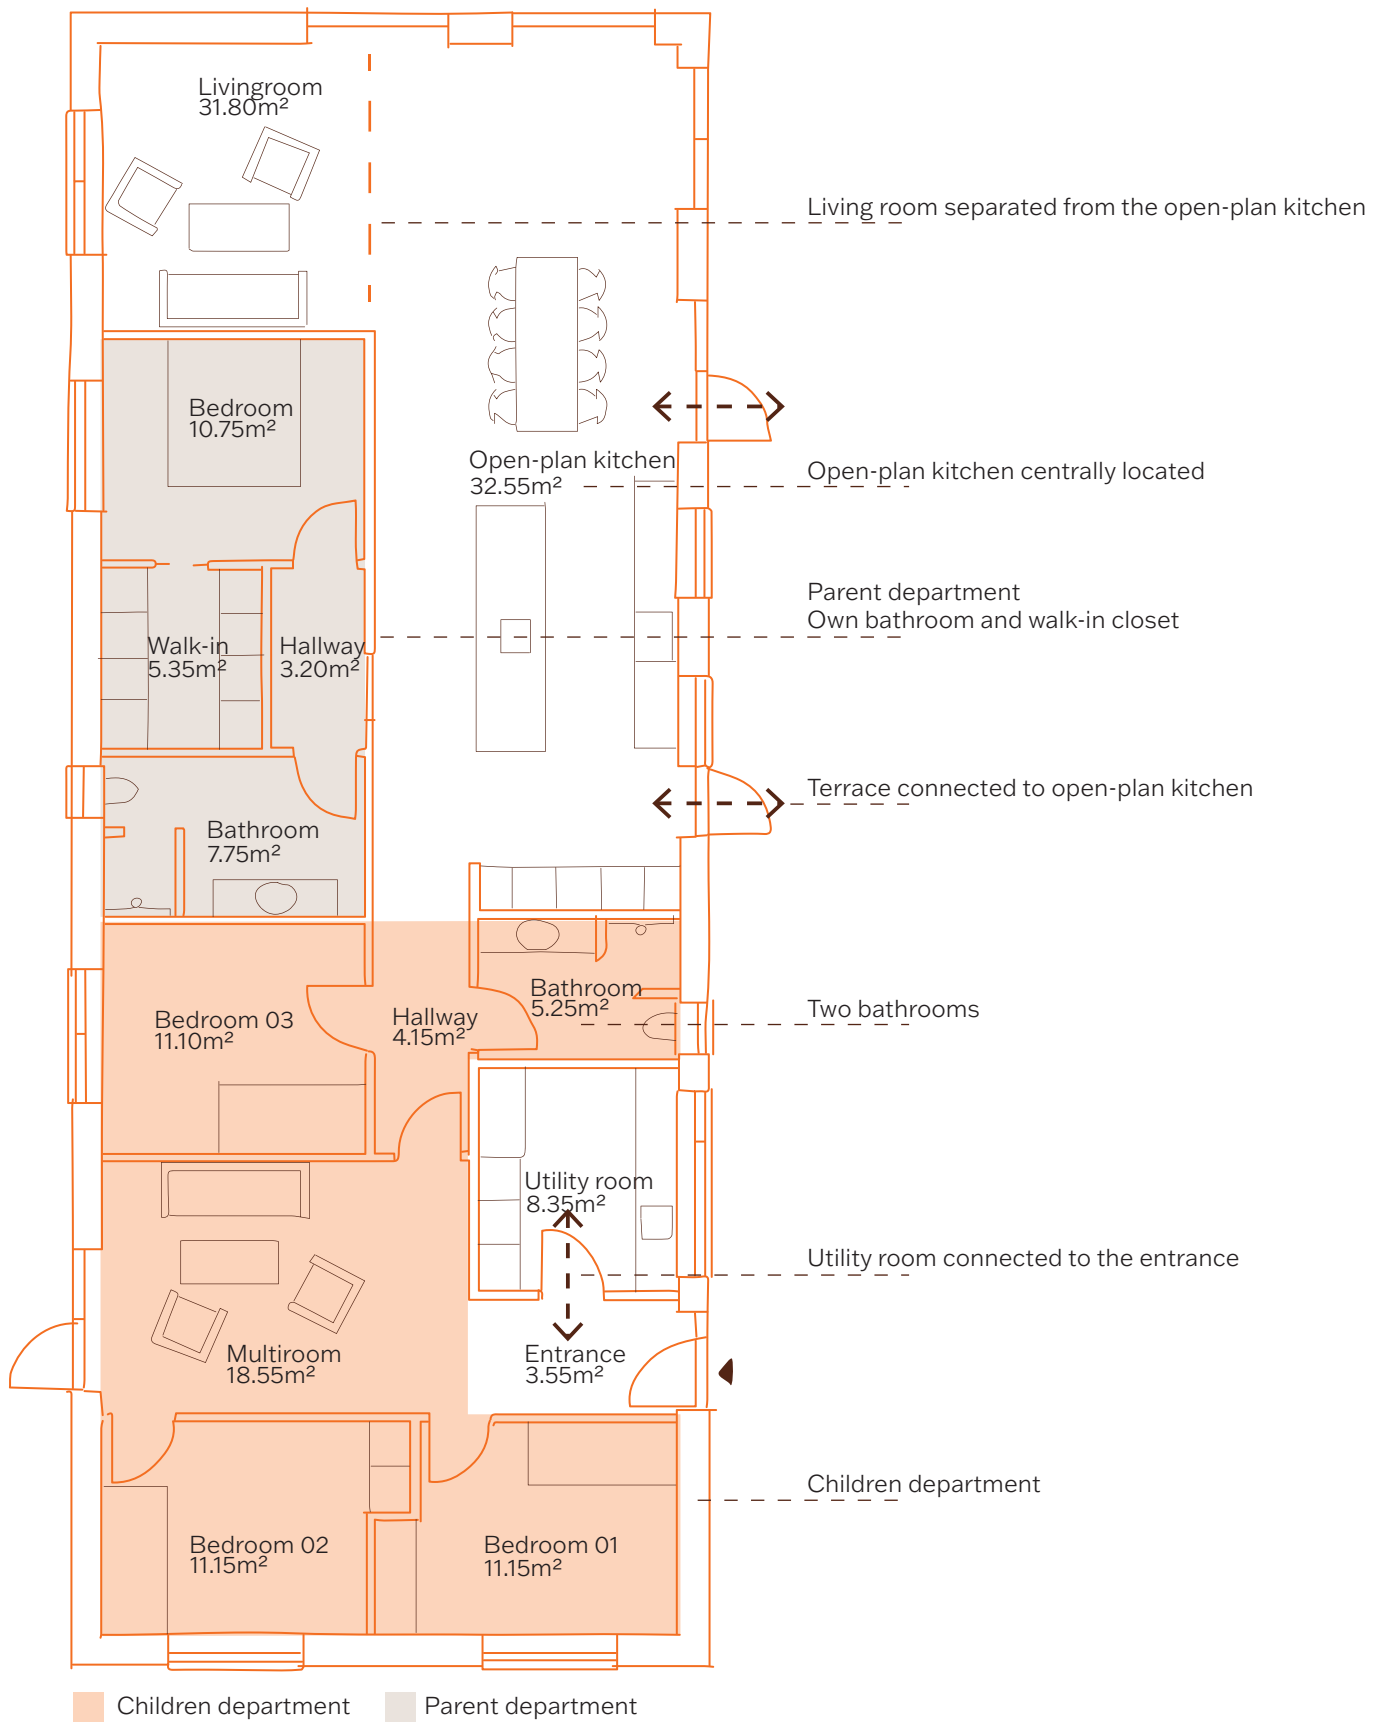 Livingroom
31.80m²
Living room separated from the open-plan kitchen
Bedroom
10.75m²
Open-plan kitchen
32.55m²
Open-plan kitchen centrally located
Parent department
Own bathroom and walk-in closet
Walk-in
5.35m²
Hallway
3.20m²
Terrace connected to open-plan kitchen
Bathroom
7.75m²
Bathroom
5.25m²
Two bathrooms
Bedroom 03
11.10m²
Hallway
4.15m²
Utility room
8.35m²
Utility room connected to the entrance
Multiroom
18.55m²
Entrance
3.55m²
Children department
Bedroom 02
11.15m²
Bedroom 01
11.15m²
Children department
Parent department